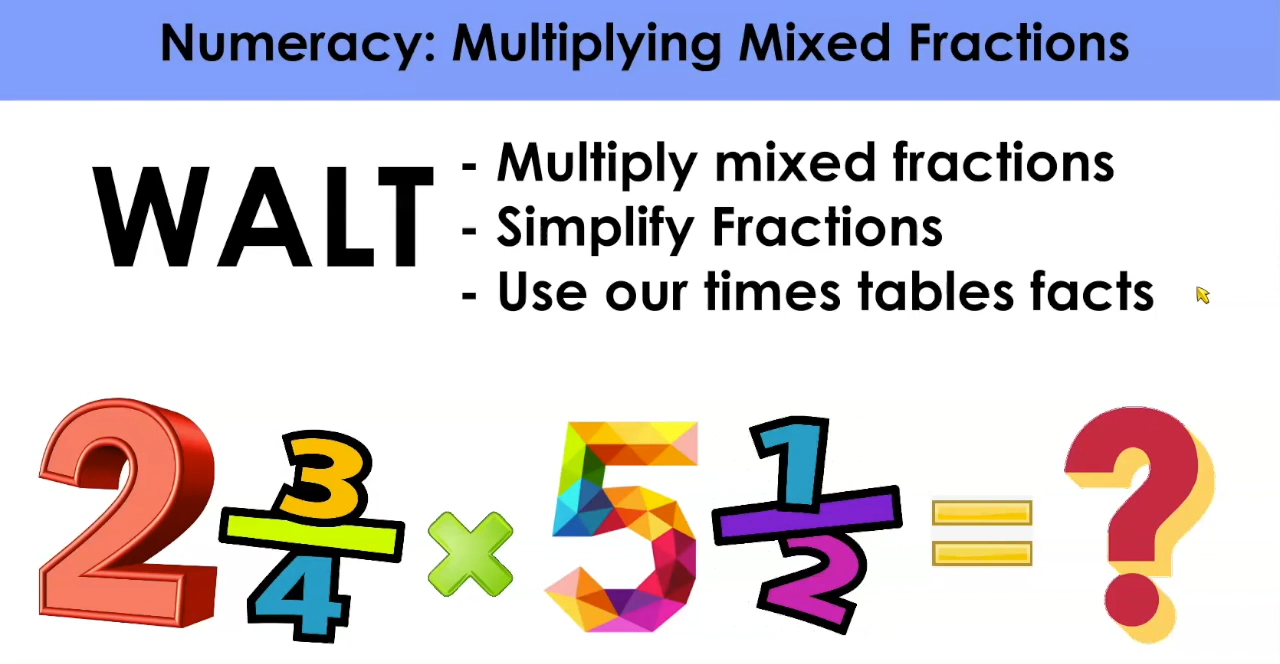 Numeracy: Multiplying Mixed Fractions
WALT
- Multiply mixed fractions
- Simplify Fractions
- Use our times tables facts
2 3/4 × 5 1/2 = ?